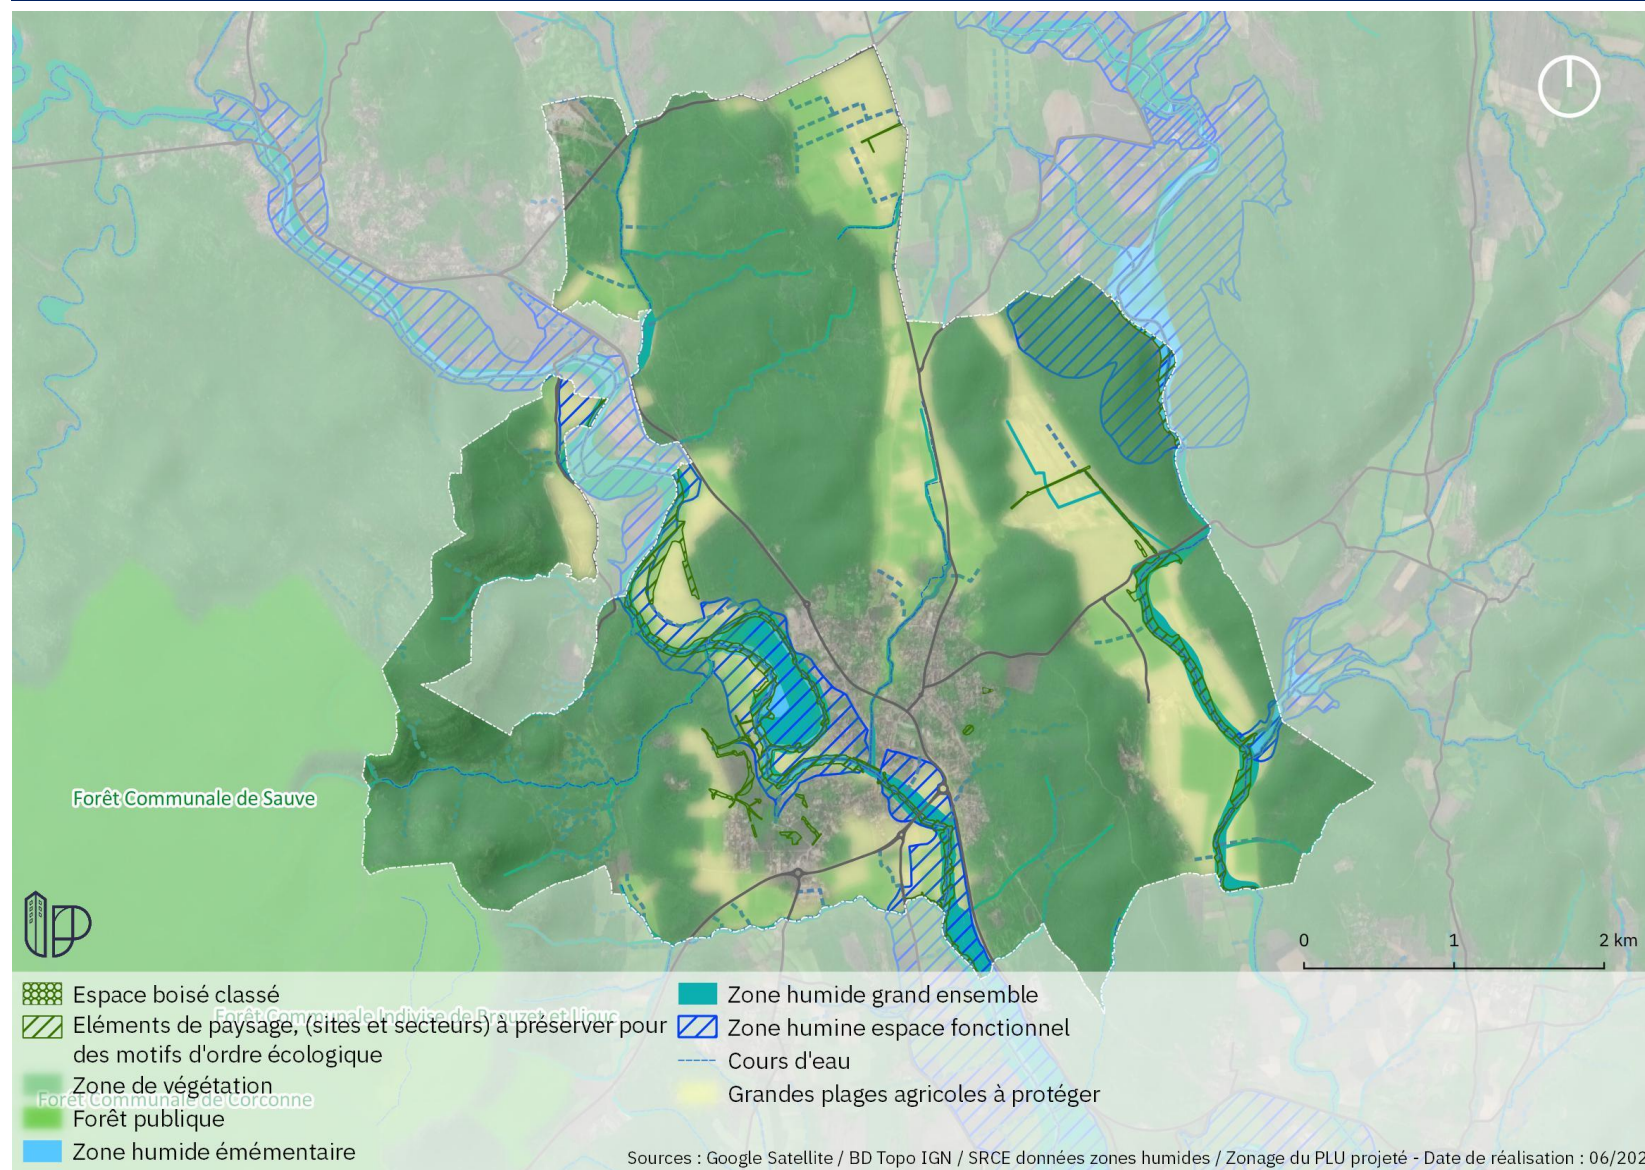 Forêt Communale de Sauve
0 1 2 km
Espace boisé classé
Eléments de paysage, (sites et secteurs) à préserver pour
des motifs d'ordre écologique
Forêt Communale Indivise de Brouzet et Liouc
Zone de végétation
Forêt Communale de Corconne
Forêt publique
Zone humide émémentaire
Zone humide grand ensemble
Zone humine espace fonctionnel
Cours d'eau
Grandes plages agricoles à protéger
Sources : Google Satellite / BD Topo IGN / SRCE données zones humides / Zonage du PLU projeté - Date de réalisation : 06/202